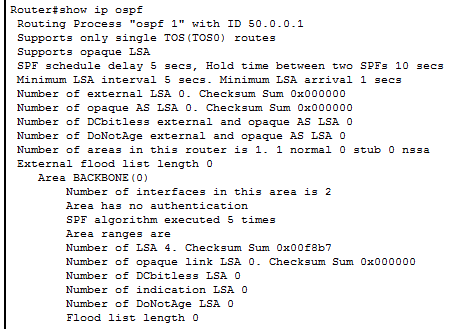 Router#show ip ospf
Routing Process "ospf 1" with ID 50.0.0.1
Supports only single TOS(TOS0) routes
Supports opaque LSA
SPF schedule delay 5 secs, Hold time between two SPFs 10 secs
Minimum LSA interval 5 secs. Minimum LSA arrival 1 secs
Number of external LSA 0. Checksum Sum 0x000000
Number of opaque AS LSA 0. Checksum Sum 0x000000
Number of DCbitless external and opaque AS LSA 0
Number of DoNotAge external and opaque AS LSA 0
Number of areas in this router is 1. 1 normal 0 stub 0 nssa
External flood list length 0
Area BACKBONE(0)
Number of interfaces in this area is 2
Area has no authentication
SPF algorithm executed 5 times
Area ranges are
Number of LSA 4. Checksum Sum 0x00f8b7
Number of opaque link LSA 0. Checksum Sum 0x000000
Number of DCbitless LSA 0
Number of indication LSA 0
Number of DoNotAge LSA 0
Flood list length 0